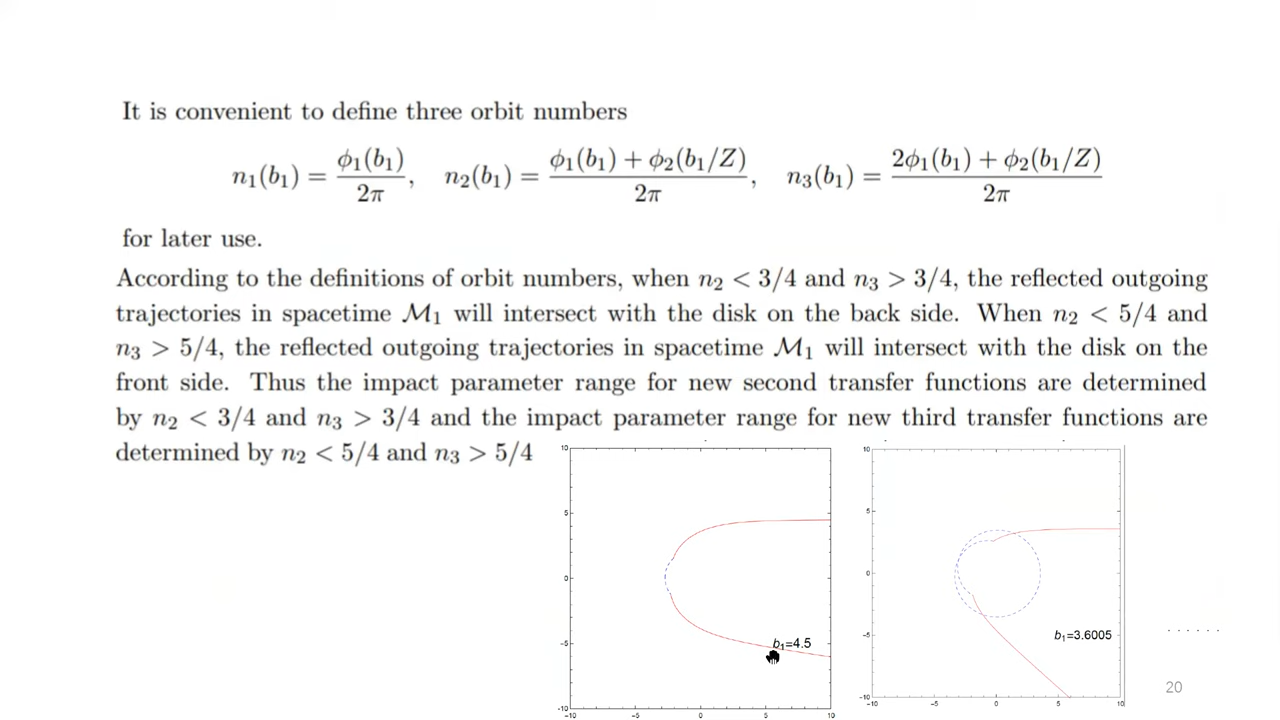 It is convenient to define three orbit numbers
n₁(b₁) = ϕ₁(b₁)/2π, n₂(b₁) = (ϕ₁(b₁) + ϕ₂(b₁/Z))/2π, n₃(b₁) = (2ϕ₁(b₁) + ϕ₂(b₁/Z))/2π
for later use.
According to the definitions of orbit numbers, when n₂ < 3/4 and n₃ > 3/4, the reflected outgoing
trajectories in spacetime ℳ₁ will intersect with the disk on the back side. When n₂ < 5/4 and
n₃ > 5/4, the reflected outgoing trajectories in spacetime ℳ₁ will intersect with the disk on the
front side. Thus the impact parameter range for new second transfer functions are determined
by n₂ < 3/4 and n₃ > 3/4 and the impact parameter range for new third transfer functions are
determined by n₂ < 5/4 and n₃ > 5/4
10
5
0
-5
-10
-10 -5 0 5 10
b₁=4.5
10
5
0
-5
-10
-10 -5 0 5 10
b₁=3.6005
20